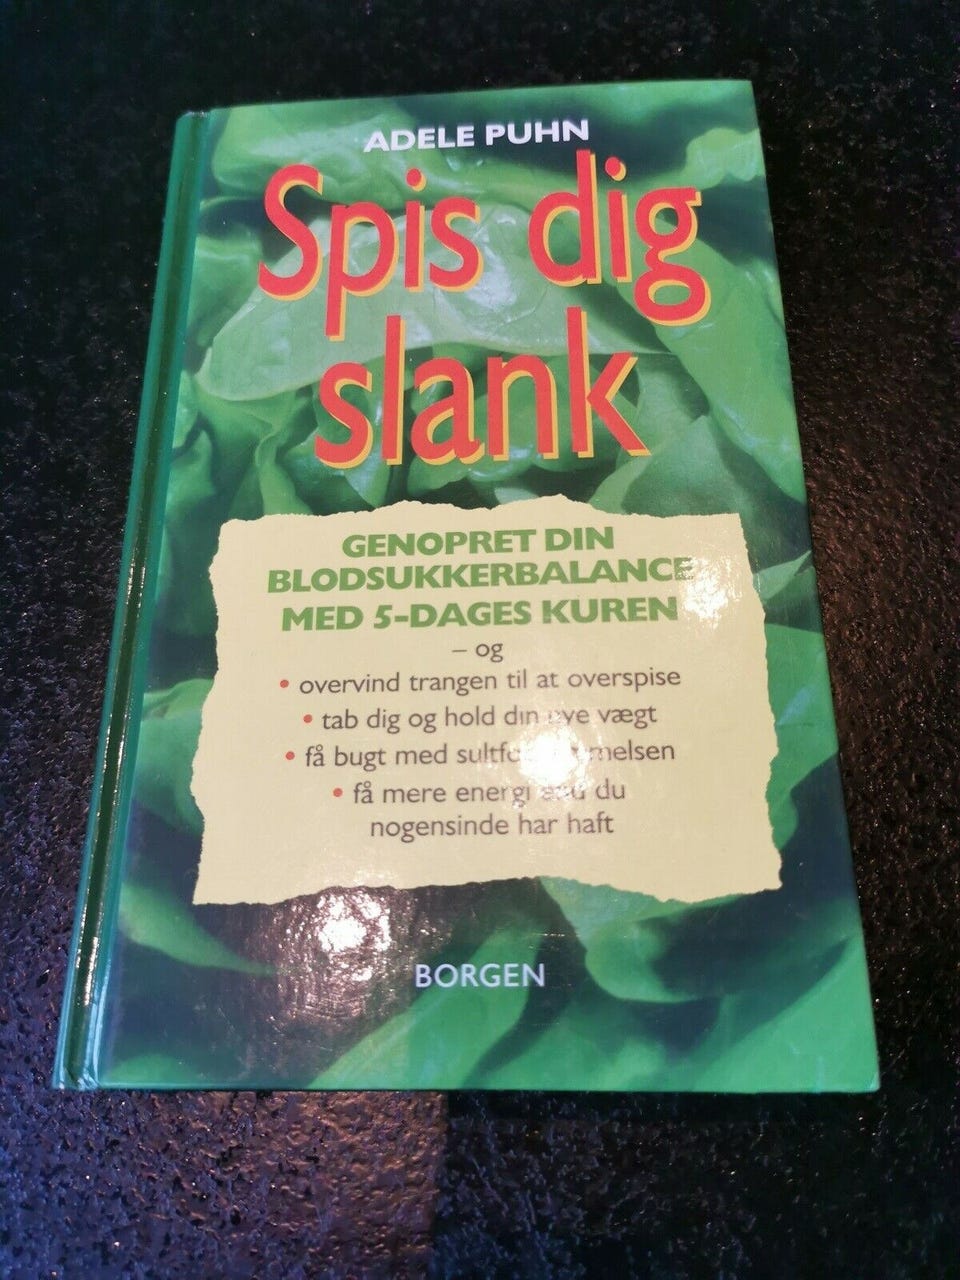 ADELE PUHN
Spis dig
slank
GENOPRET DIN
BLODSUKKERBALANCE
MED 5-DAGES KUREN
– og
• overvind trangen til at overspise
• tab dig og hold din vægt
• få bugt med
• få mere energi du
nogensinde har haft
BORGEN